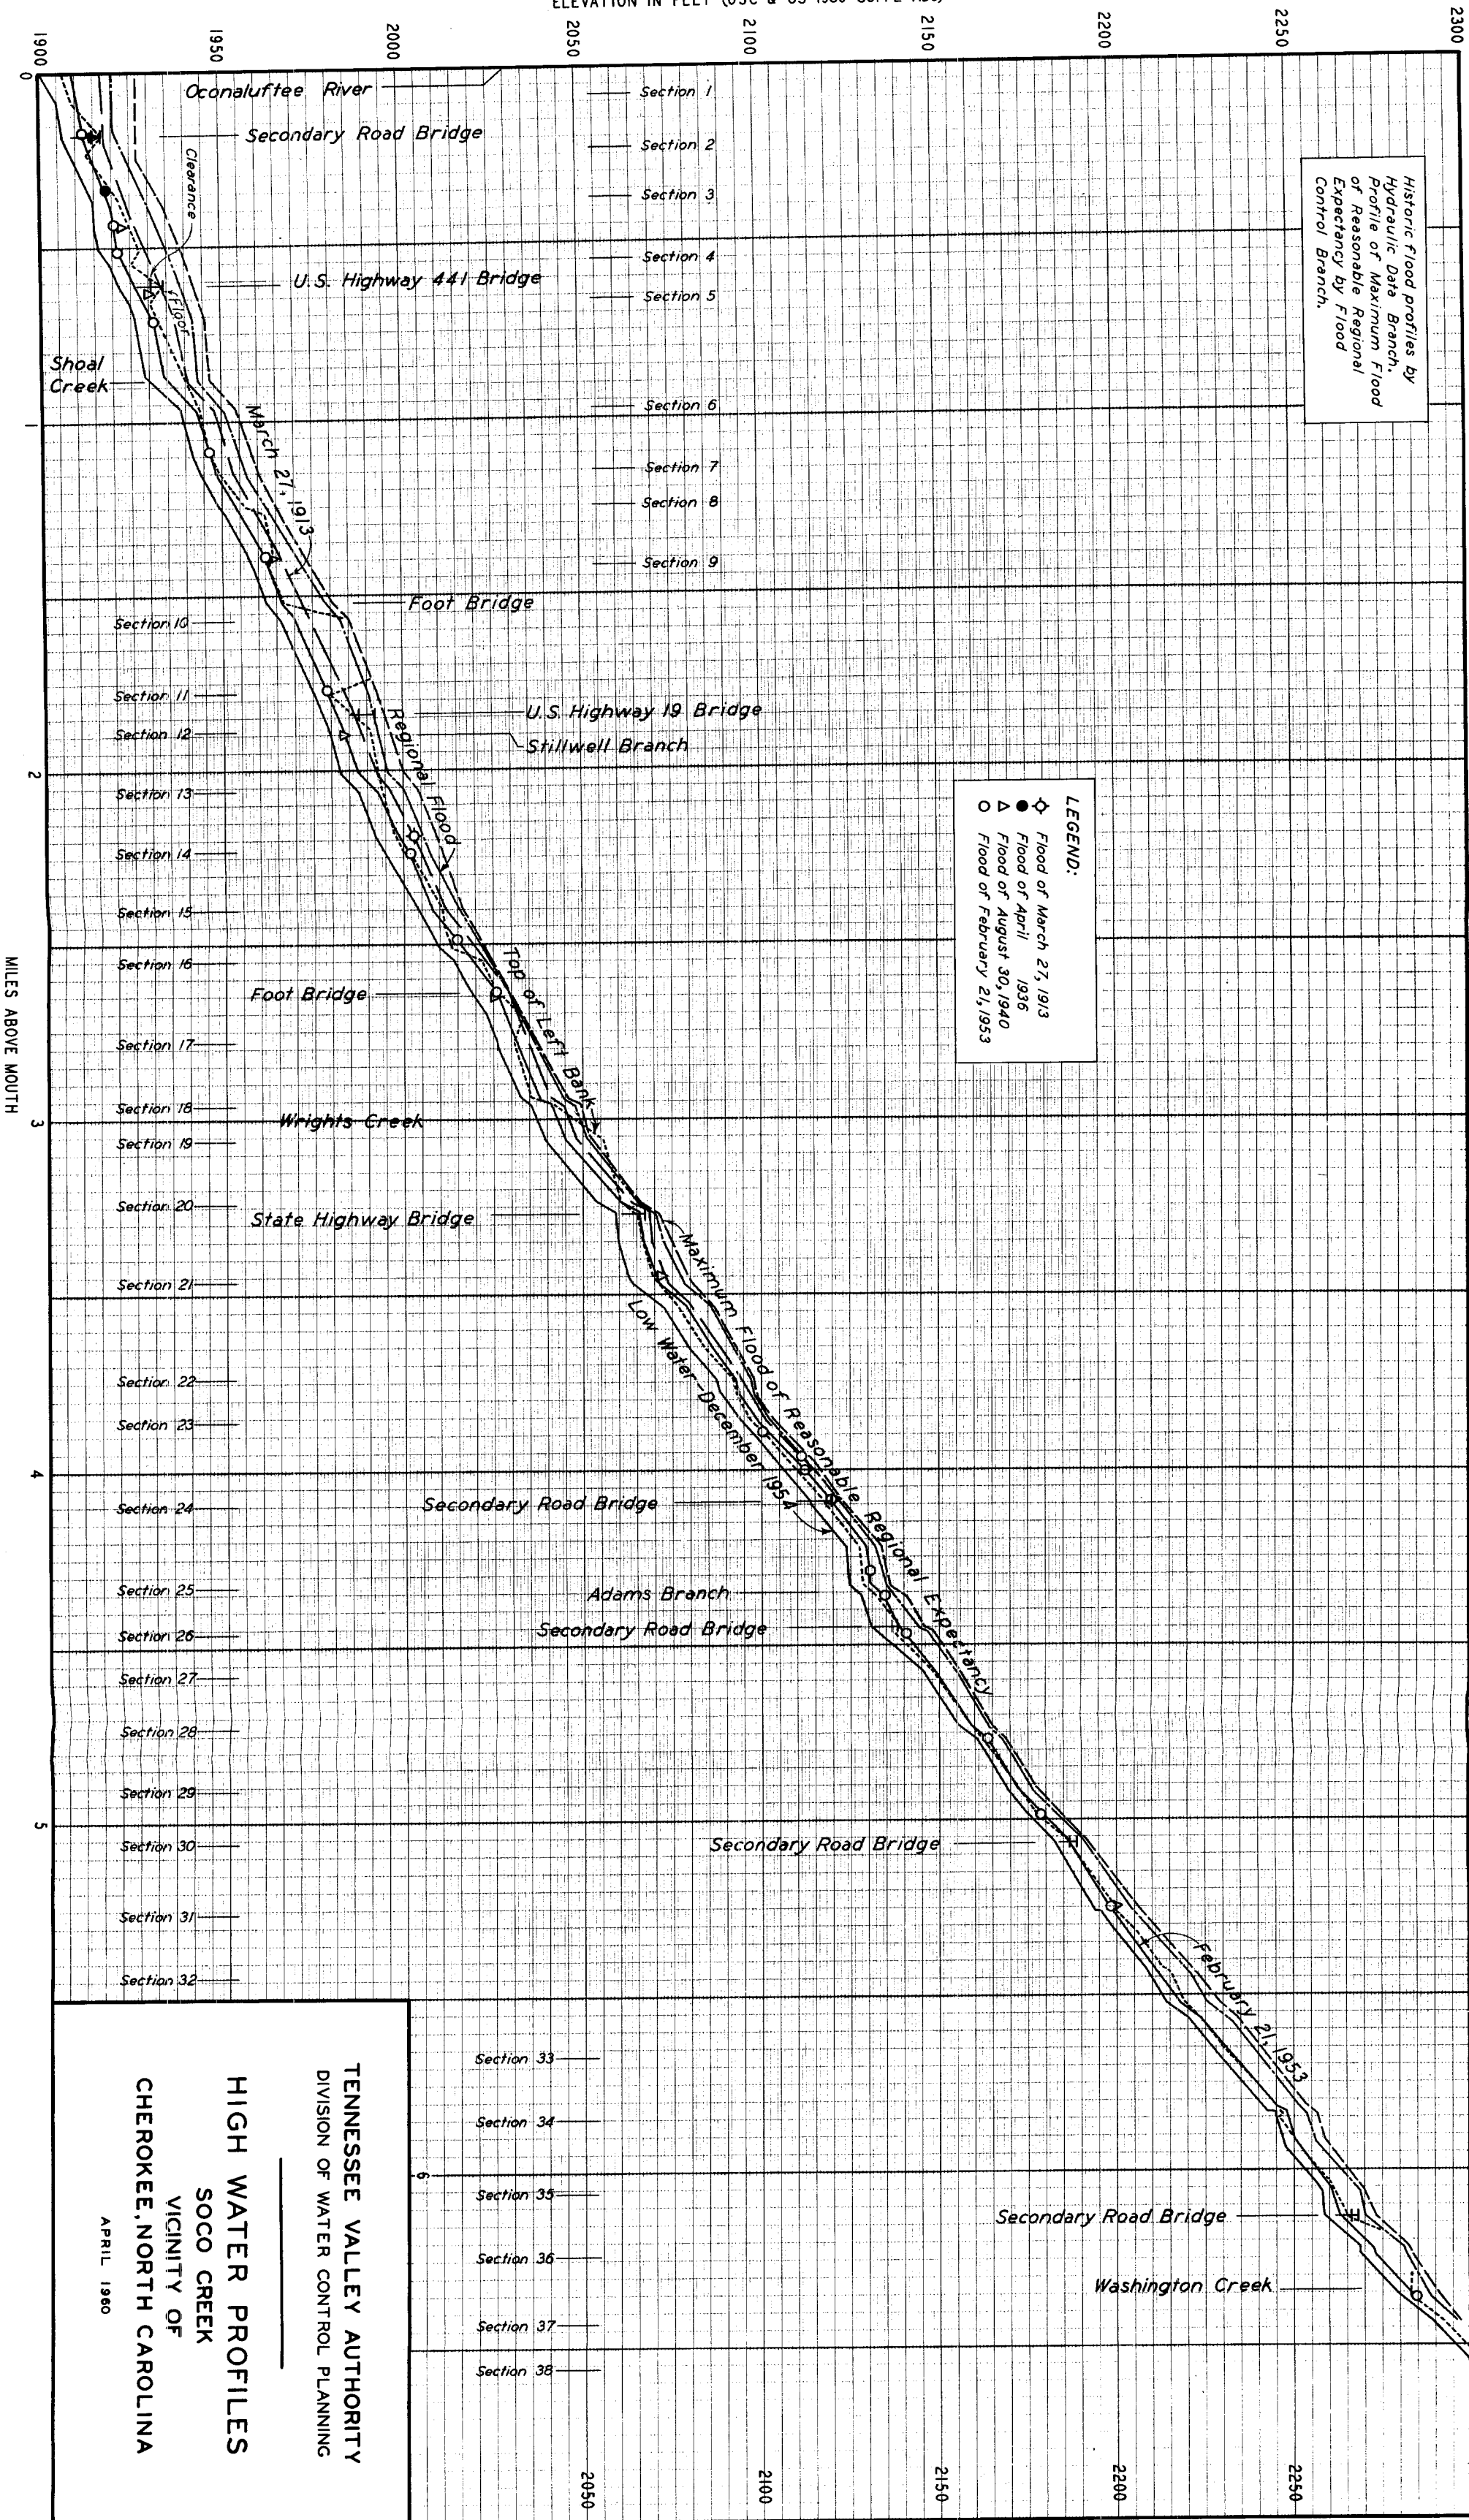 2300
2250
2200
2150
2100
2050
2000
1950
1900
0
Historic flood profiles by
Hydraulic Data Branch.
Profile of Maximum Flood
of Reasonable Regional
Expectancy by Flood
Control Branch.
Oconaluftee River
Section 1
Secondary Road Bridge
Section 2
Clearance
Section 3
Section 4
U.S. Highway 441 Bridge
Section 5
Floor
Shoal
Creek
Section 6
1
March 27, 1913
Section 7
Section 8
Section 9
Foot Bridge
Section 10
Section 11
U.S. Highway 19 Bridge
Regional Flood
Section 12
Stillwell Branch
2
Section 13
LEGEND:
Flood of March 27, 1913
Flood of April 1936
Flood of August 30, 1940
Flood of February 21, 1953
Section 14
Section 15
Section 16
Top of Left Bank
Foot Bridge
Section 17
Section 18
Wrights Creek
3
MILES ABOVE MOUTH
Section 19
Section 20
State Highway Bridge
Maximum Flood of Reasonable Regional Expectancy
Section 21
Low Water-December 1954
Section 22
Section 23
4
Secondary Road Bridge
Section 24
Section 25
Adams Branch
Section 26
Secondary Road Bridge
Section 27
Section 28
Section 29
5
Section 30
Secondary Road Bridge
Section 31
February 21, 1953
Section 32
Section 33
Section 34
6
Section 35
Secondary Road Bridge
Section 36
Washington Creek
Section 37
Section 38
2050
2100
2150
2200
2250
TENNESSEE VALLEY AUTHORITY
DIVISION OF WATER CONTROL PLANNING
HIGH WATER PROFILES
SOCO CREEK
VICINITY OF
CHEROKEE, NORTH CAROLINA
APRIL 1960